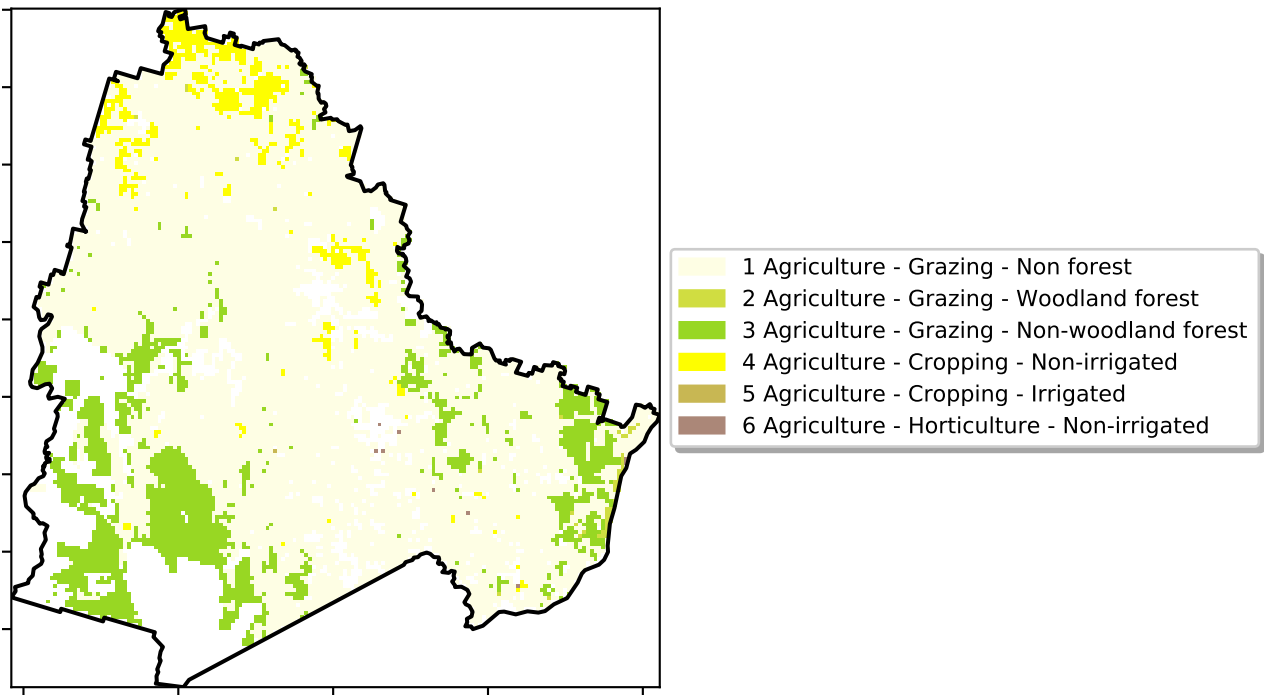 1 Agriculture - Grazing - Non forest
2 Agriculture - Grazing - Woodland forest
3 Agriculture - Grazing - Non-woodland forest
4 Agriculture - Cropping - Non-irrigated
5 Agriculture - Cropping - Irrigated
6 Agriculture - Horticulture - Non-irrigated